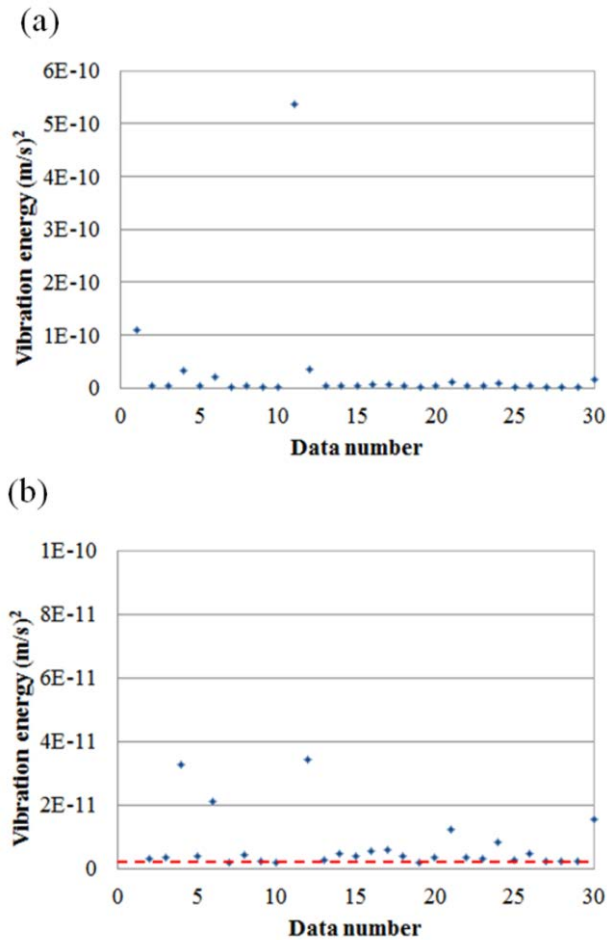 (a)
6E-10
5E-10
4E-10
3E-10
2E-10
1E-10
0
Vibration energy (m/s)²
0 5 10 15 20 25 30
Data number
(b)
1E-10
8E-11
6E-11
4E-11
2E-11
0
Vibration energy (m/s)²
0 5 10 15 20 25 30
Data number